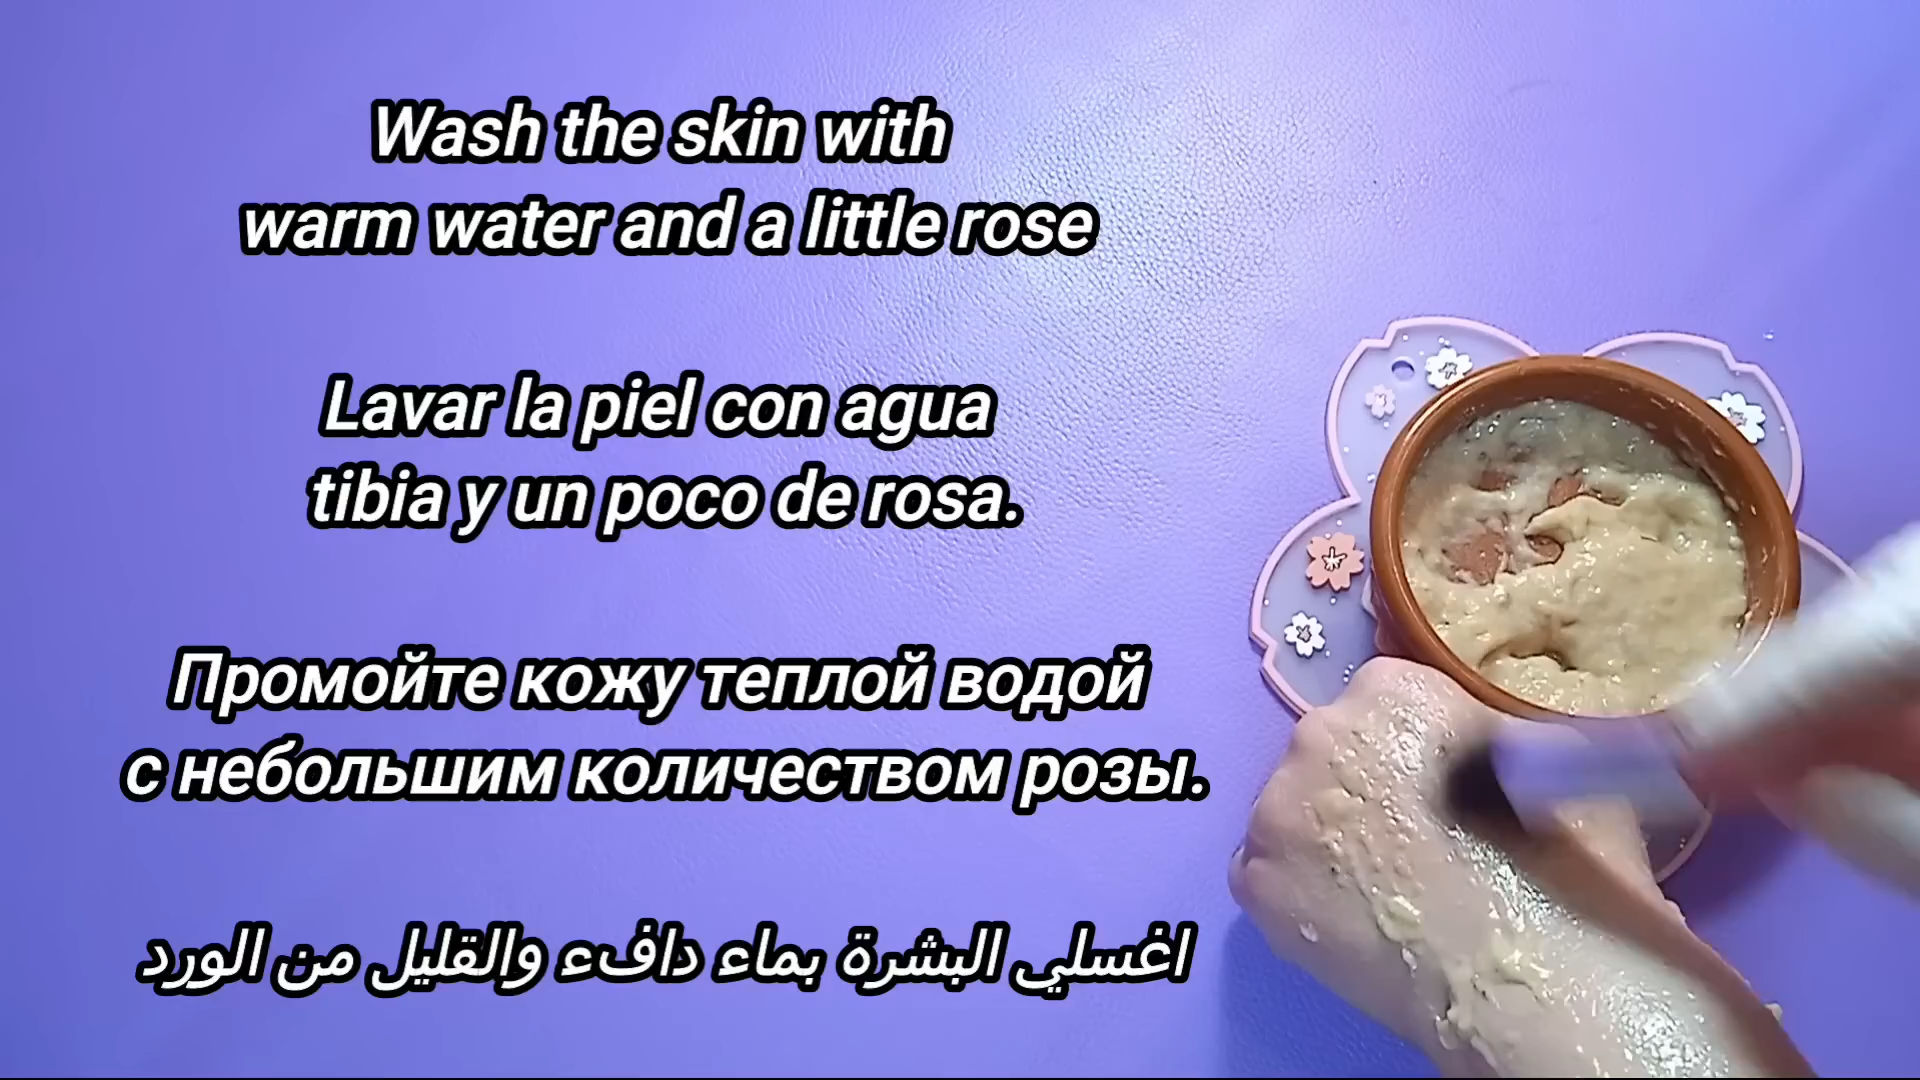 Wash the skin with
warm water and a little rose
Lavar la piel con agua
tibia y un poco de rosa.
Промойте кожу теплой водой
с небольшим количеством розы.
اغسلي البشرة بماء دافء والقليل من الورد